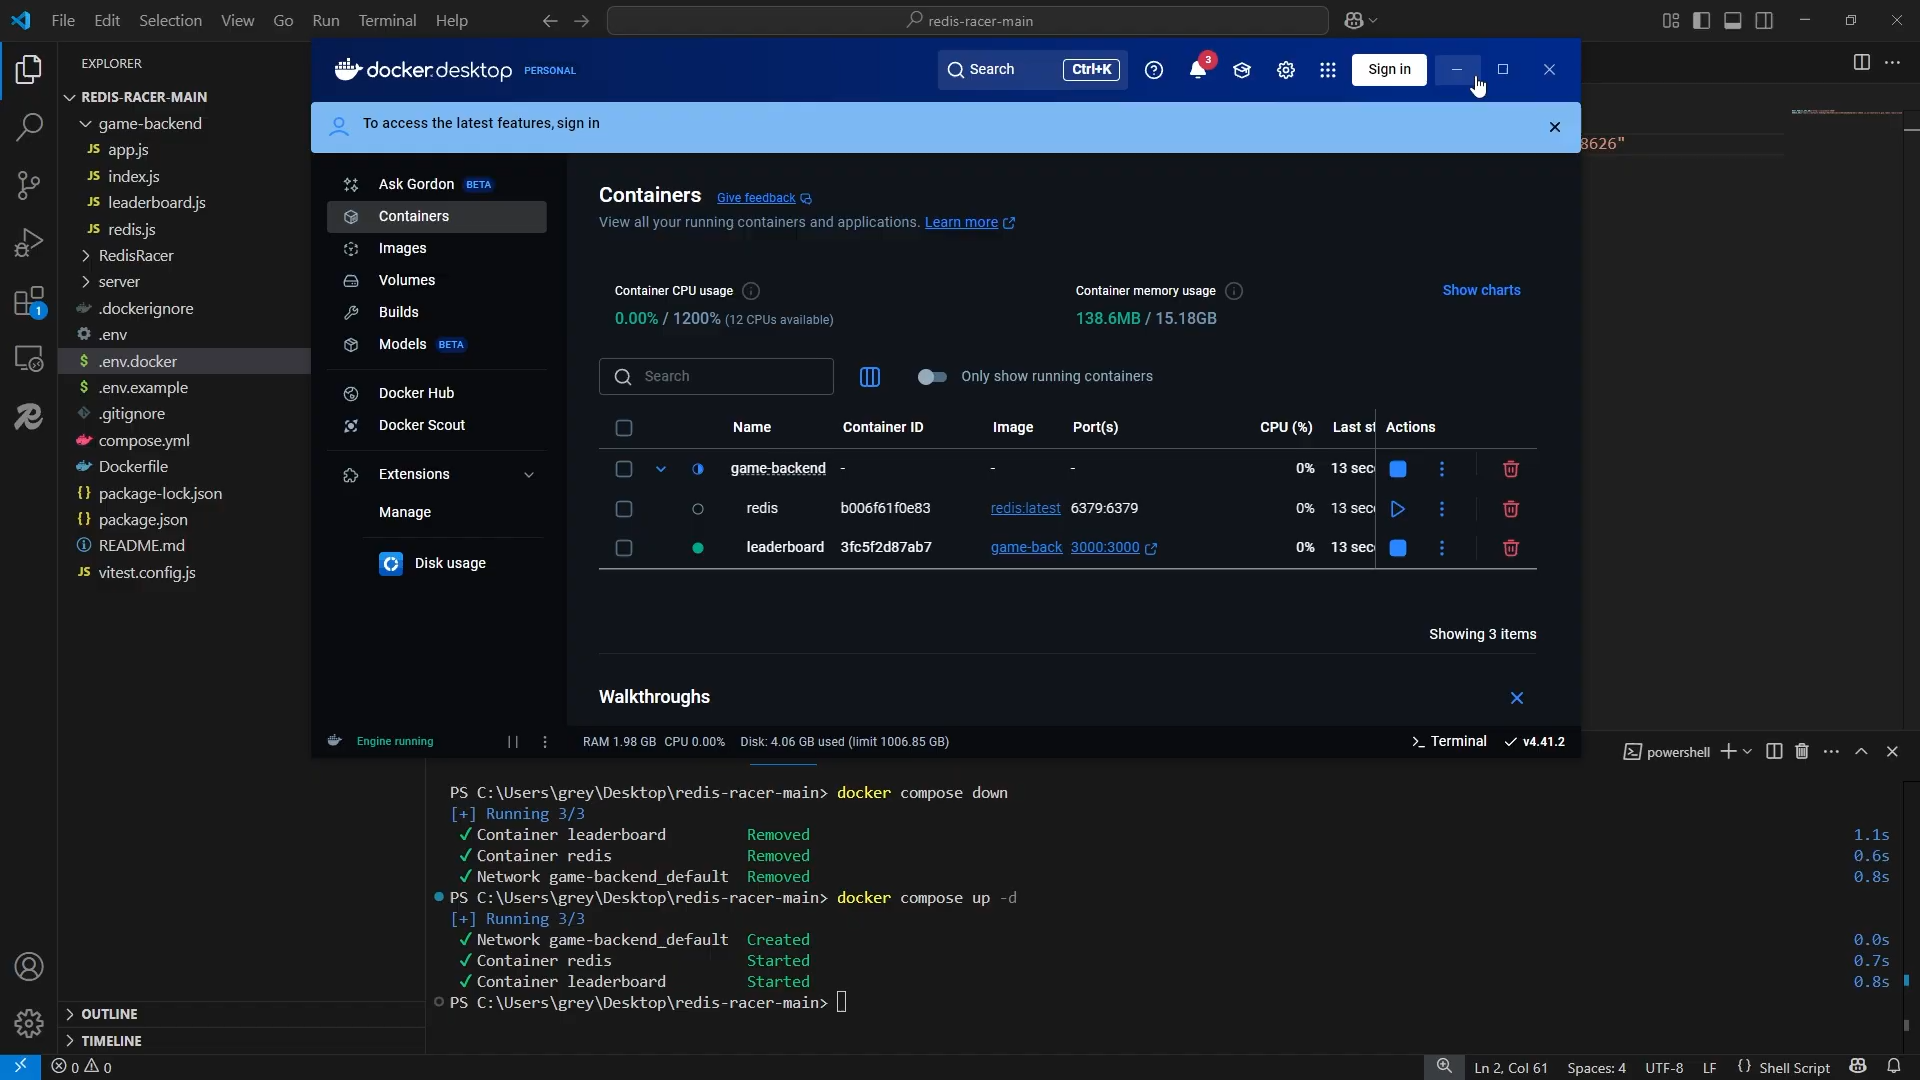 File Edit Selection View Go Run Terminal Help
redis-racer-main
EXPLORER
REDIS-RACER-MAIN
game-backend
JS app.js
JS index.js
JS leaderboard.js
JS redis.js
RedisRacer
server
.dockerignore
.env
$ .env.docker
$ .env.example
.gitignore
compose.yml
Dockerfile
{} package-lock.json
{} package.json
README.md
JS vitest.config.js
OUTLINE
TIMELINE
1
docker.desktop PERSONAL
Search Ctrl+K
3
Sign in
To access the latest features, sign in
8626"
Ask Gordon BETA
Containers
Images
Volumes
Builds
Models BETA
Docker Hub
Docker Scout
Extensions
Manage
Disk usage
Containers Give feedback
View all your running containers and applications. Learn more
Container CPU usage
0.00% / 1200% (12 CPUs available)
Container memory usage
138.6MB / 15.18GB
Show charts
Search
Only show running containers
Name Container ID Image Port(s) CPU (%) Last st Actions
game-backend - - - 0% 13 sec
redis b006f61f0e83 redis:latest 6379:6379 0% 13 sec
leaderboard 3fc5f2d87ab7 game-back 3000:3000 0% 13 sec
Showing 3 items
Walkthroughs
Engine running
RAM 1.98 GB CPU 0.00% Disk: 4.06 GB used (limit 1006.85 GB)
>_ Terminal v4.41.2
powershell
PS C:\Users\grey\Desktop\redis-racer-main> docker compose down
[+] Running 3/3
✓ Container leaderboard Removed 1.1s
✓ Container redis Removed 0.6s
✓ Network game-backend_default Removed 0.8s
PS C:\Users\grey\Desktop\redis-racer-main> docker compose up -d
[+] Running 3/3
✓ Network game-backend_default Created 0.0s
✓ Container redis Started 0.7s
✓ Container leaderboard Started 0.8s
PS C:\Users\grey\Desktop\redis-racer-main>
0 0
Ln 2, Col 61 Spaces: 4 UTF-8 LF {} Shell Script